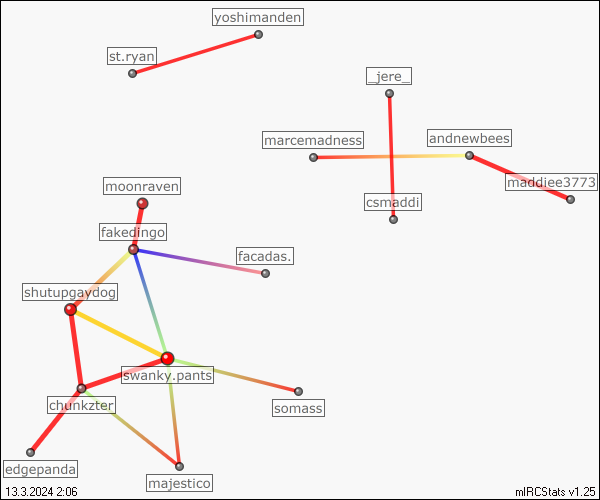 yoshimanden
st.ryan
_jere_
marcemadness
andnewbees
moonraven
maddiee3773
csmaddi
fakedingo
facadas.
shutupgaydog
swanky.pants
chunkzter
somass
edgepanda
majestico
13.3.2024 2:06
mIRCStats v1.25